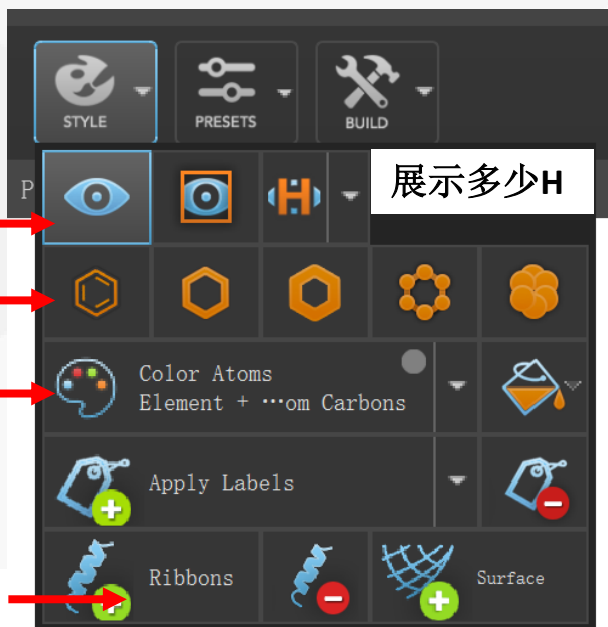 STYLE
PRESETS
BUILD
P
展示多少H
Color Atoms
Element + ···om Carbons
Apply Labels
Ribbons
Surface